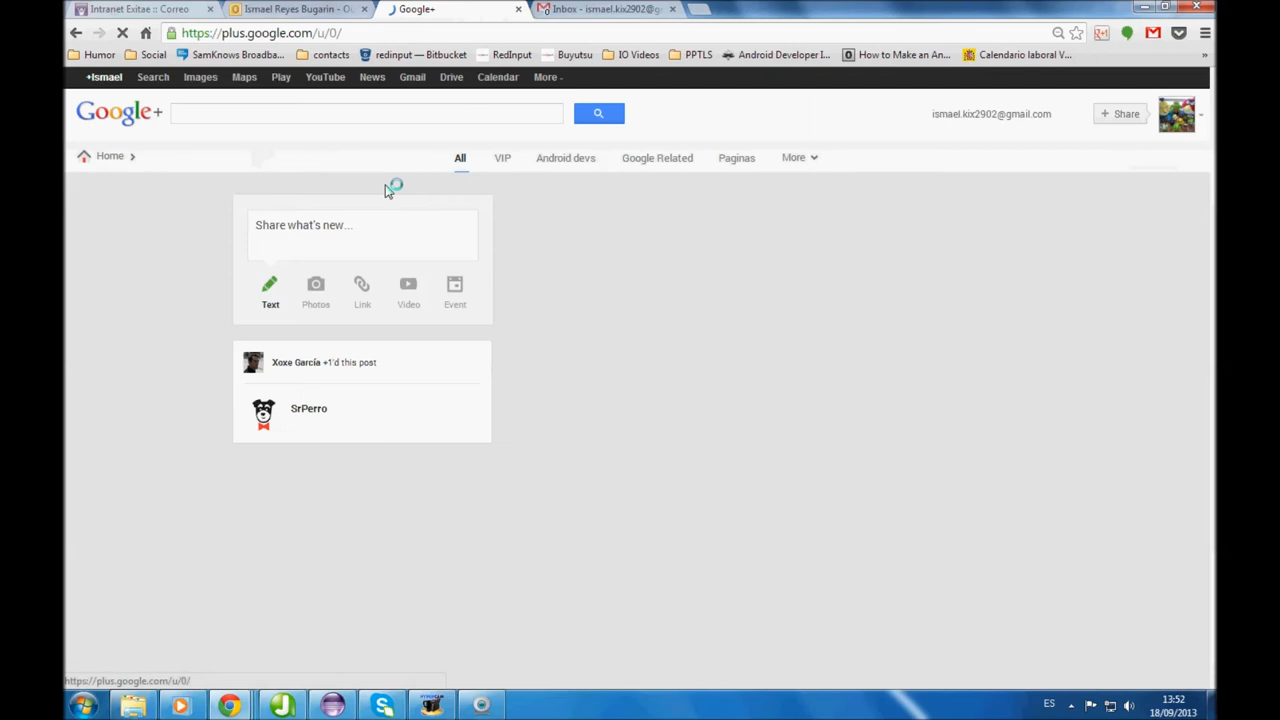 Intranet Exitae :: Correo
Ismael Reyes Bugarin - Ou
Google+
Inbox - ismael.kix2902@g
https://plus.google.com/u/0/
Humor
Social
SamKnows Broadba...
contacts
redinput — Bitbucket
RedInput
Buyutsu
IO Videos
PPTLS
Android Developer I...
How to Make an An...
Calendario laboral V...
»
+Ismael Search Images Maps Play YouTube News Gmail Drive Calendar More
Google+
ismael.kix2902@gmail.com
+ Share
Home
All
VIP
Android devs
Google Related
Paginas
More
Share what's new...
Text
Photos
Link
Video
Event
Xoxe García +1'd this post
SrPerro
https://plus.google.com/u/0/
ES
13:52
18/09/2013